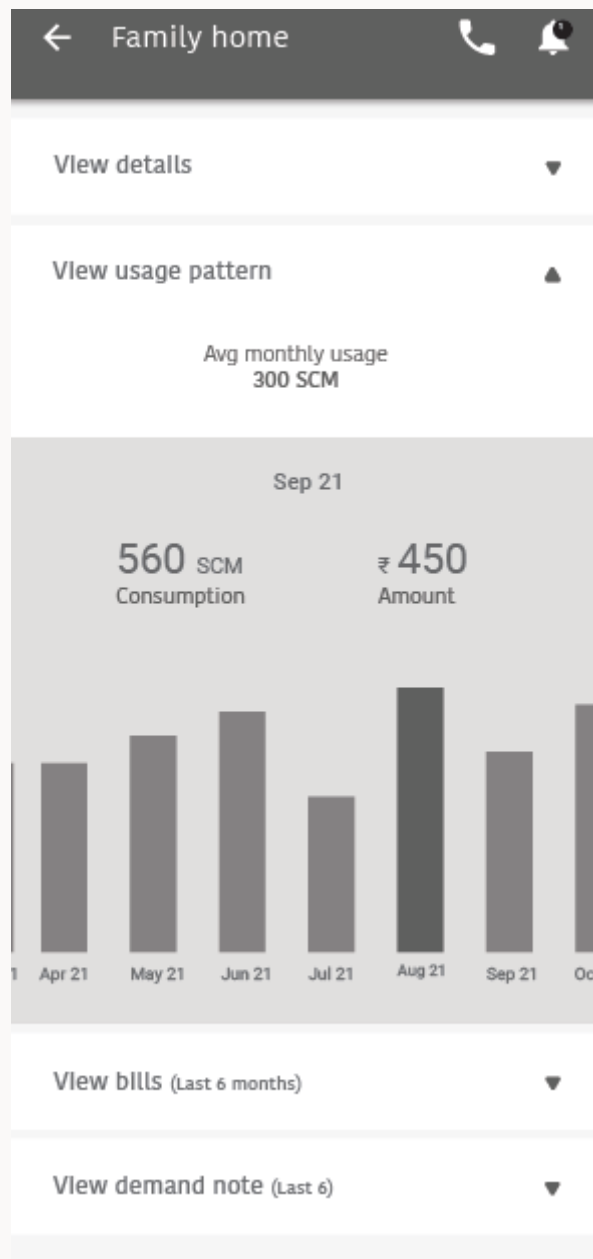 Family home
VIew details
VIew usage pattern
Avg monthly usage
300 SCM
Sep 21
560 SCM
₹ 450
Consumption
Amount
1 Apr 21 May 21 Jun 21 Jul 21 Aug 21 Sep 21 Oc
VIew bIlls (Last 6 months)
VIew demand note (Last 6)